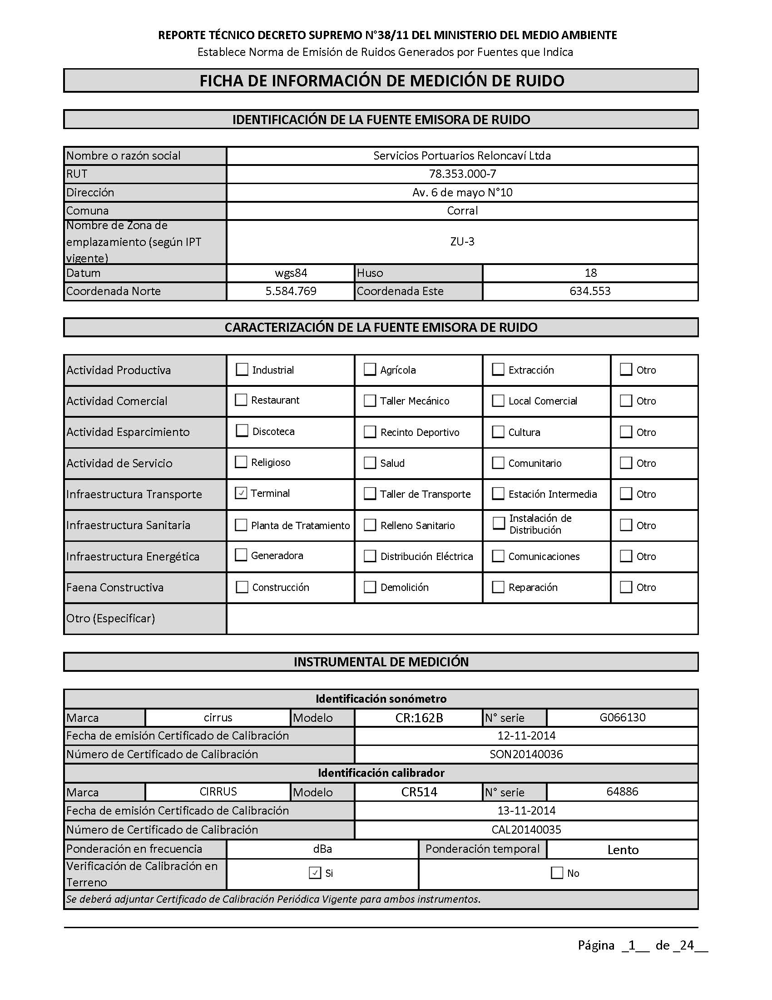 REPORTE TÉCNICO DECRETO SUPREMO N°38/11 DEL MINISTERIO DEL MEDIO AMBIENTE
Establece Norma de Emisión de Ruidos Generados por Fuentes que Indica
FICHA DE INFORMACIÓN DE MEDICIÓN DE RUIDO
IDENTIFICACIÓN DE LA FUENTE EMISORA DE RUIDO
Nombre o razón social Servicios Portuarios Reloncaví Ltda
RUT 78.353.000-7
Dirección Av. 6 de mayo N°10
Comuna Corral
Nombre de Zona de
emplazamiento (según IPT
vigente) ZU-3
Datum wgs84 Huso 18
Coordenada Norte 5.584.769 Coordenada Este 634.553
CARACTERIZACIÓN DE LA FUENTE EMISORA DE RUIDO
Actividad Productiva Industrial Agrícola Extracción Otro
Actividad Comercial Restaurant Taller Mecánico Local Comercial Otro
Actividad Esparcimiento Discoteca Recinto Deportivo Cultura Otro
Actividad de Servicio Religioso Salud Comunitario Otro
Infraestructura Transporte ✓ Terminal Taller de Transporte Estación Intermedia Otro
Infraestructura Sanitaria Planta de Tratamiento Relleno Sanitario Instalación de
Distribución Otro
Infraestructura Energética Generadora Distribución Eléctrica Comunicaciones Otro
Faena Constructiva Construcción Demolición Reparación Otro
Otro (Especificar)
INSTRUMENTAL DE MEDICIÓN
Identificación sonómetro
Marca cirrus Modelo CR:162B N° serie G066130
Fecha de emisión Certificado de Calibración 12-11-2014
Número de Certificado de Calibración SON20140036
Identificación calibrador
Marca CIRRUS Modelo CR514 N° serie 64886
Fecha de emisión Certificado de Calibración 13-11-2014
Número de Certificado de Calibración CAL20140035
Ponderación en frecuencia dBa Ponderación temporal Lento
Verificación de Calibración en
Terreno ✓ Si No
Se deberá adjuntar Certificado de Calibración Periódica Vigente para ambos instrumentos.
Página _1__ de _24__